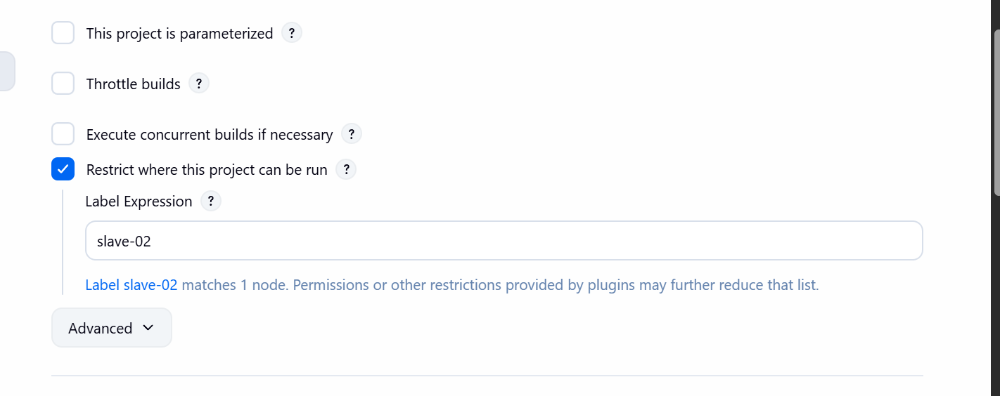 This project is parameterized ?
Throttle builds ?
Execute concurrent builds if necessary ?
Restrict where this project can be run ?
Label Expression ?
slave-02
Label slave-02 matches 1 node. Permissions or other restrictions provided by plugins may further reduce that list.
Advanced